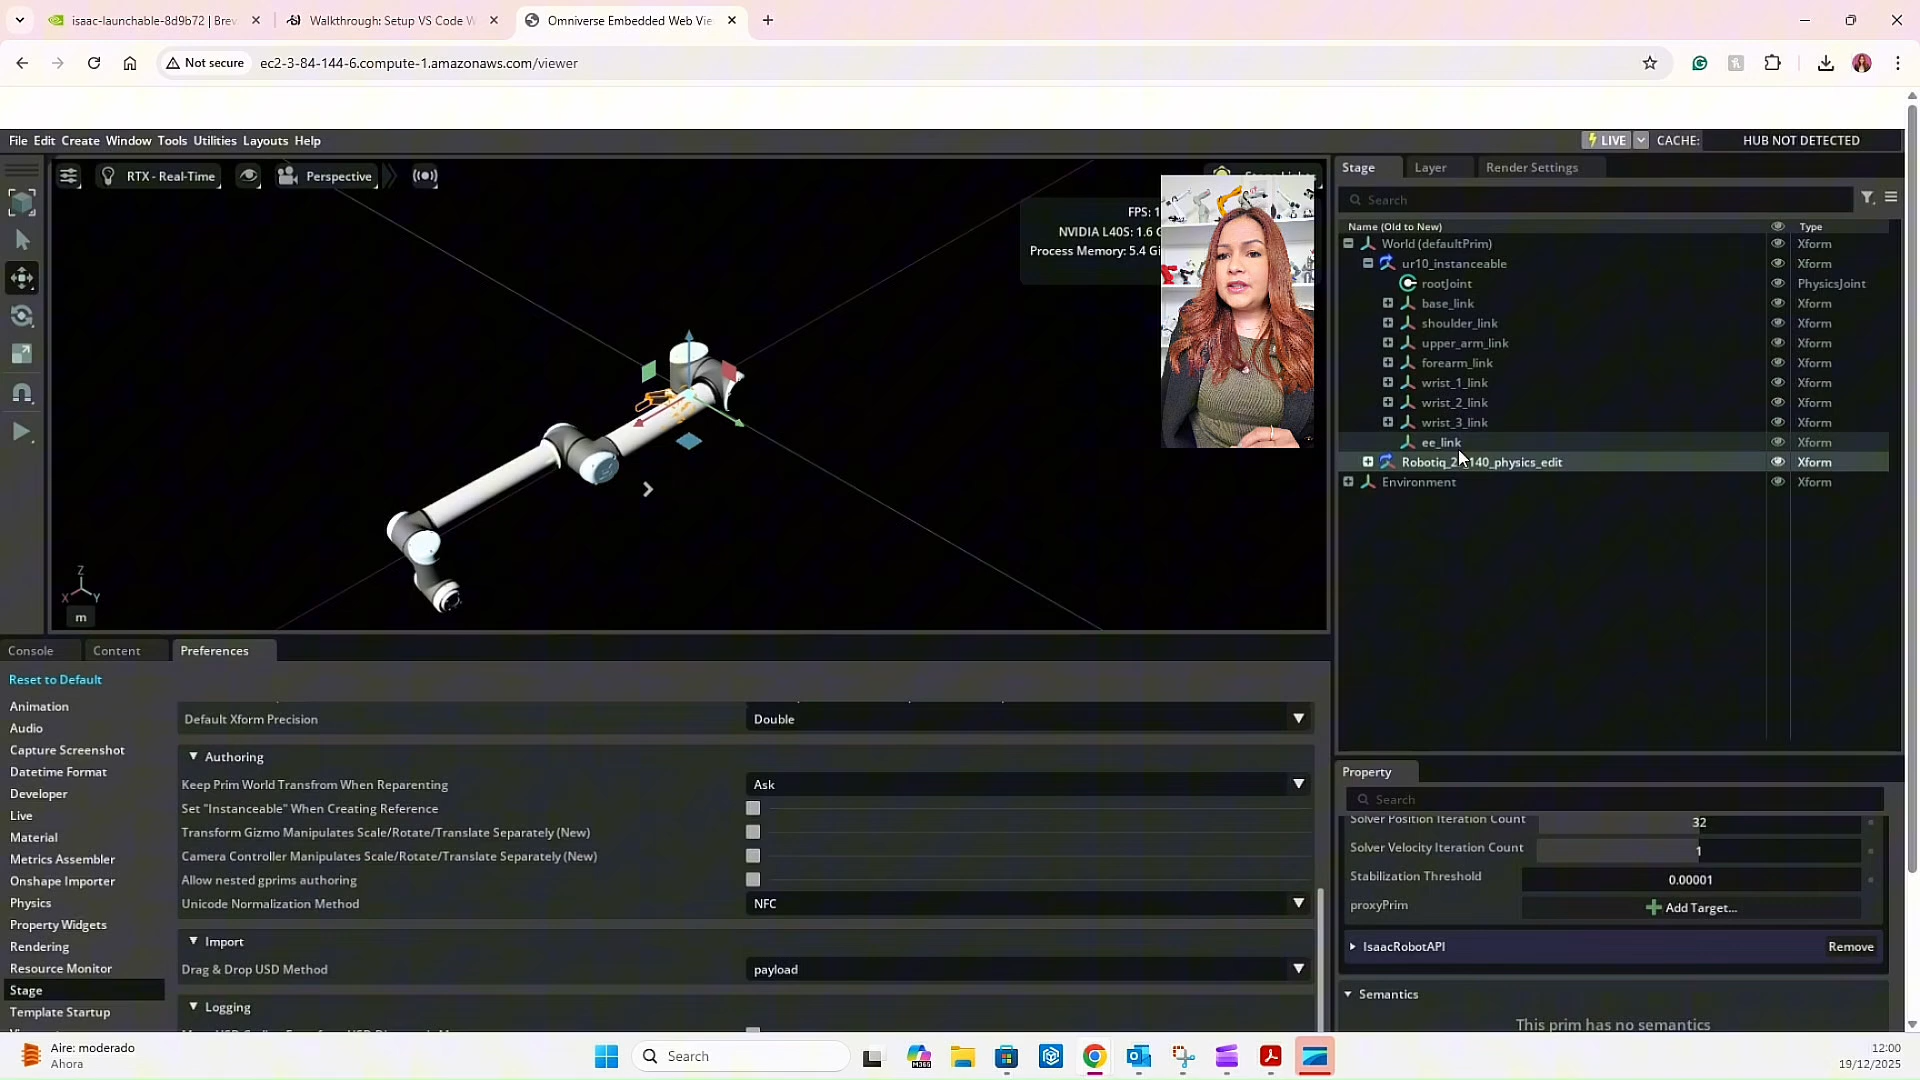 isaac-launchable-8d9b72 | Brev
Walkthrough: Setup VS Code W
Omniverse Embedded Web Vie
Not secure
ec2-3-84-144-6.compute-1.amazonaws.com/viewer
File Edit Create Window Tools Utilities Layouts Help
LIVE
CACHE:
HUB NOT DETECTED
RTX - Real-Time
Perspective
FPS: 1
NVIDIA L40S: 1.6 G
Process Memory: 5.4 Gi
Z
X Y
m
Stage
Layer
Render Settings
Search
Name (Old to New)
Type
World (defaultPrim) Xform
ur10_instanceable Xform
rootJoint PhysicsJoint
base_link Xform
shoulder_link Xform
upper_arm_link Xform
forearm_link Xform
wrist_1_link Xform
wrist_2_link Xform
wrist_3_link Xform
ee_link Xform
Robotiq_2 140_physics_edit Xform
Environment Xform
Console
Content
Preferences
Reset to Default
Animation
Audio
Capture Screenshot
Datetime Format
Developer
Live
Material
Metrics Assembler
Onshape Importer
Physics
Property Widgets
Rendering
Resource Monitor
Stage
Template Startup
Default Xform Precision Double
Authoring
Keep Prim World Transfrom When Reparenting Ask
Set "Instanceable" When Creating Reference
Transform Gizmo Manipulates Scale/Rotate/Translate Separately (New)
Camera Controller Manipulates Scale/Rotate/Translate Separately (New)
Allow nested gprims authoring
Unicode Normalization Method NFC
Import
Drag & Drop USD Method payload
Logging
Property
Search
Solver Position Iteration Count 32
Solver Velocity Iteration Count 1
Stabilization Threshold 0.00001
proxyPrim Add Target...
IsaacRobotAPI Remove
Semantics
This prim has no semantics
Aire: moderado
Ahora
Search
12:00
19/12/2025